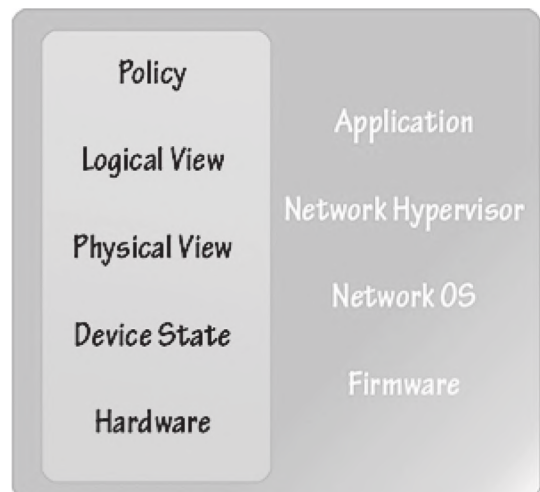 Policy
Logical View
Physical View
Device State
Hardware
Application
Network Hypervisor
Network OS
Firmware